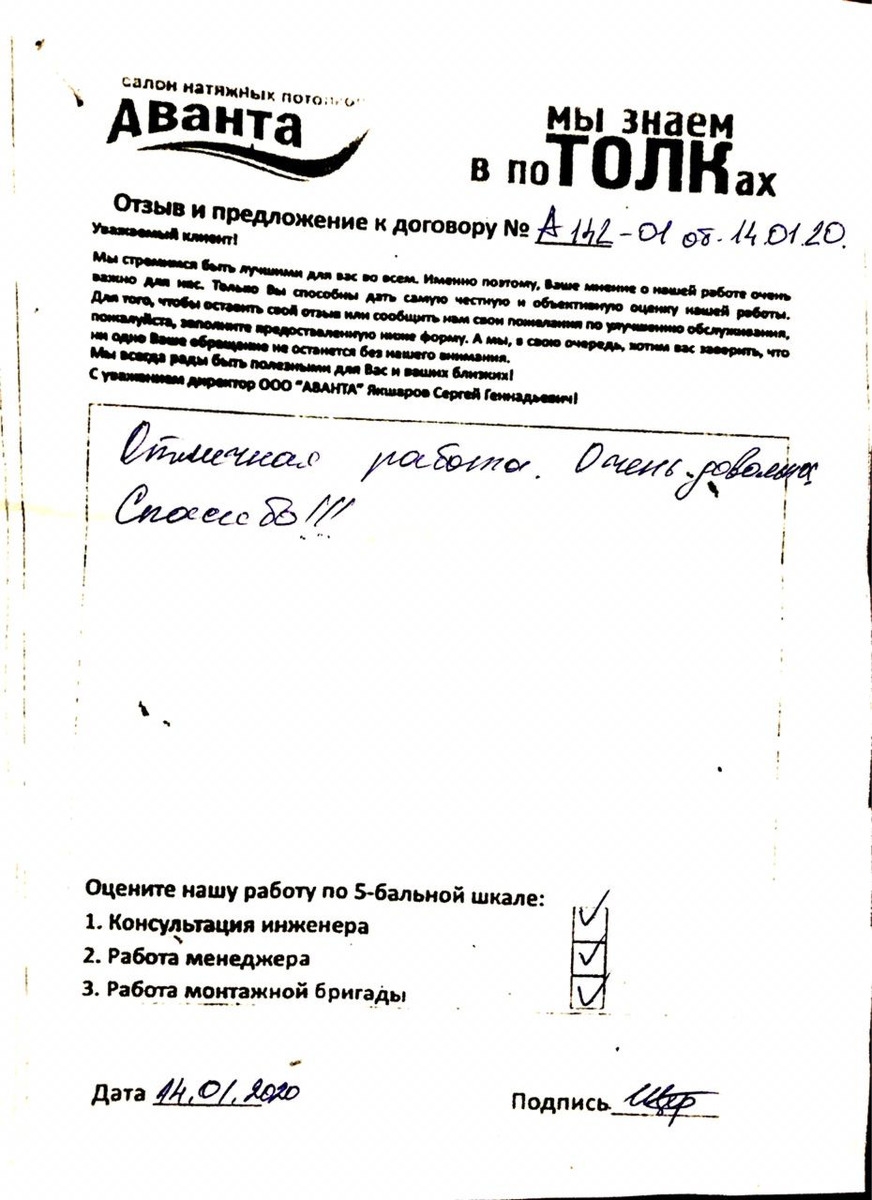 салон натяжных потолков
Аванта
мы знаем
в поТОЛКах
Отзыв и предложение к договору № А 142-01 от 14.01.20.
Уважаемый клиент!
Мы стремимся быть лучшими для вас во всем. Именно поэтому, Ваше мнение о нашей работе очень
важно для нас. Только Вы способны дать самую честную и объективную оценку нашей работы.
Для того, чтобы оставить свой отзыв или сообщить нам свои пожелания по улучшению обслуживания,
пожалуйста, заполните предоставленную ниже форму. А мы, в свою очередь, хотим вас заверить, что
ни одно Ваше обращение не останется без нашего внимания.
Мы всегда рады быть полезными для Вас и ваших близких!
С уважением директор ООО "АВАНТА" Якшаров Сергей Геннадьевич!
Отличная работа. Очень довольны
Спасибо!!!
Оцените нашу работу по 5-бальной шкале:
1. Консультация инженера
2. Работа менеджера
3. Работа монтажной бригады
Дата 14.01.2020
Подпись